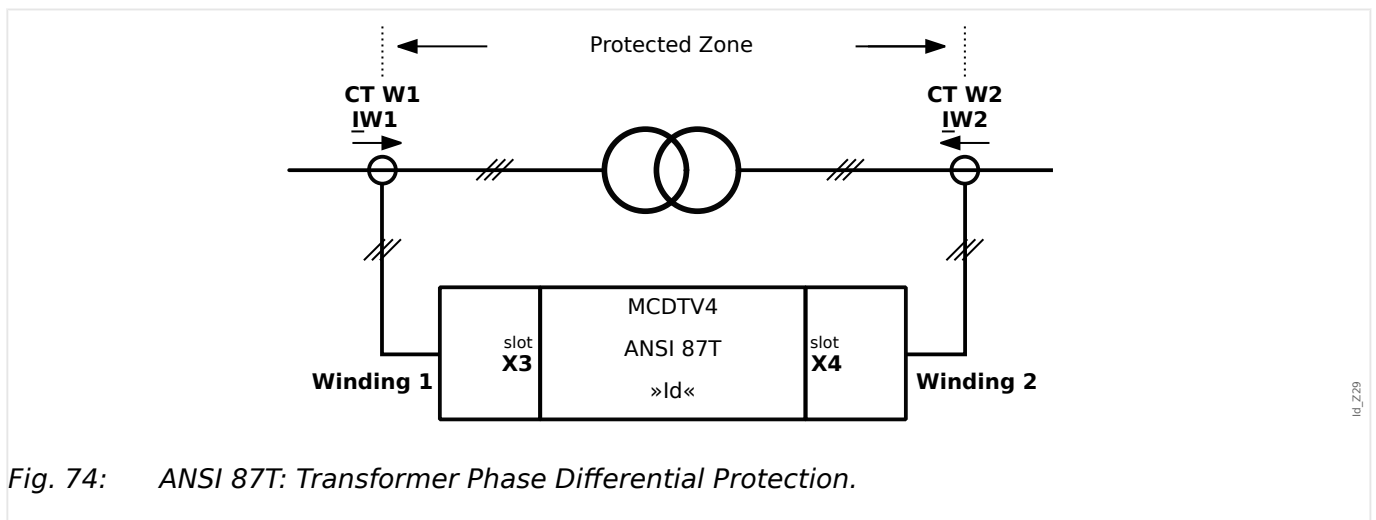 Protected Zone
CT W1
IW1
CT W2
IW2
MCDTV4
ANSI 87T
»Id«
slot
X3
slot
X4
Winding 1
Winding 2
Id_Z29
Fig. 74: ANSI 87T: Transformer Phase Differential Protection.